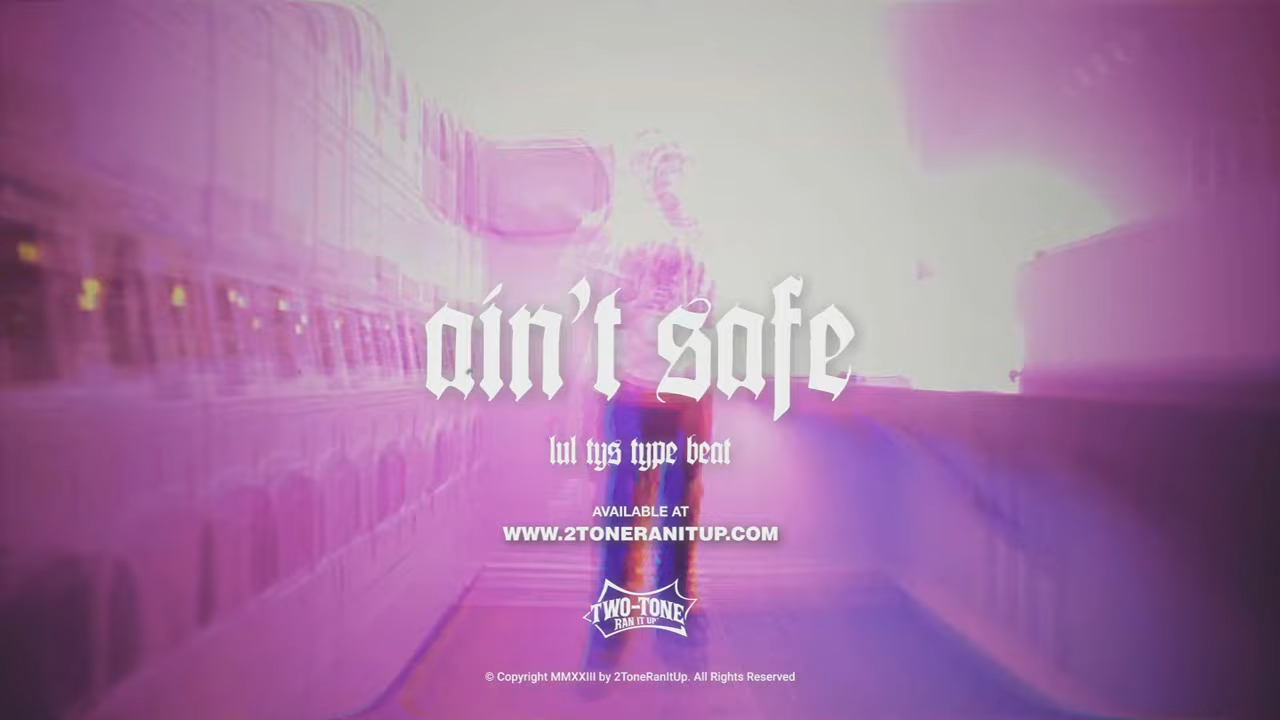 ain't safe
lul tys type beat
AVAILABLE AT
WWW.2TONERANITUP.COM
TWO-TONE
RAN IT UP
© Copyright MMXXIII by 2ToneRanItUp. All Rights Reserved